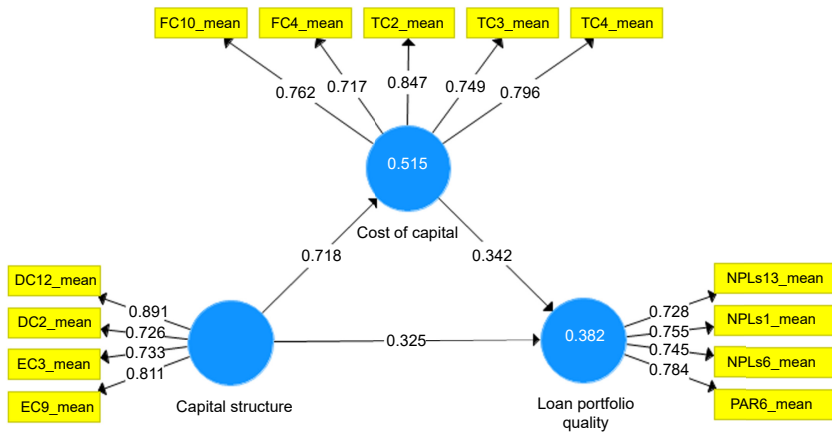 FC10_mean
FC4_mean
TC2_mean
TC3_mean
TC4_mean
0.762
0.717
0.847
0.749
0.796
0.515
Cost of capital
0.718
0.342
DC12_mean
DC2_mean
EC3_mean
EC9_mean
0.891
0.726
0.733
0.811
Capital structure
0.325
0.382
Loan portfolio
quality
0.728
0.755
0.745
0.784
NPLs13_mean
NPLs1_mean
NPLs6_mean
PAR6_mean